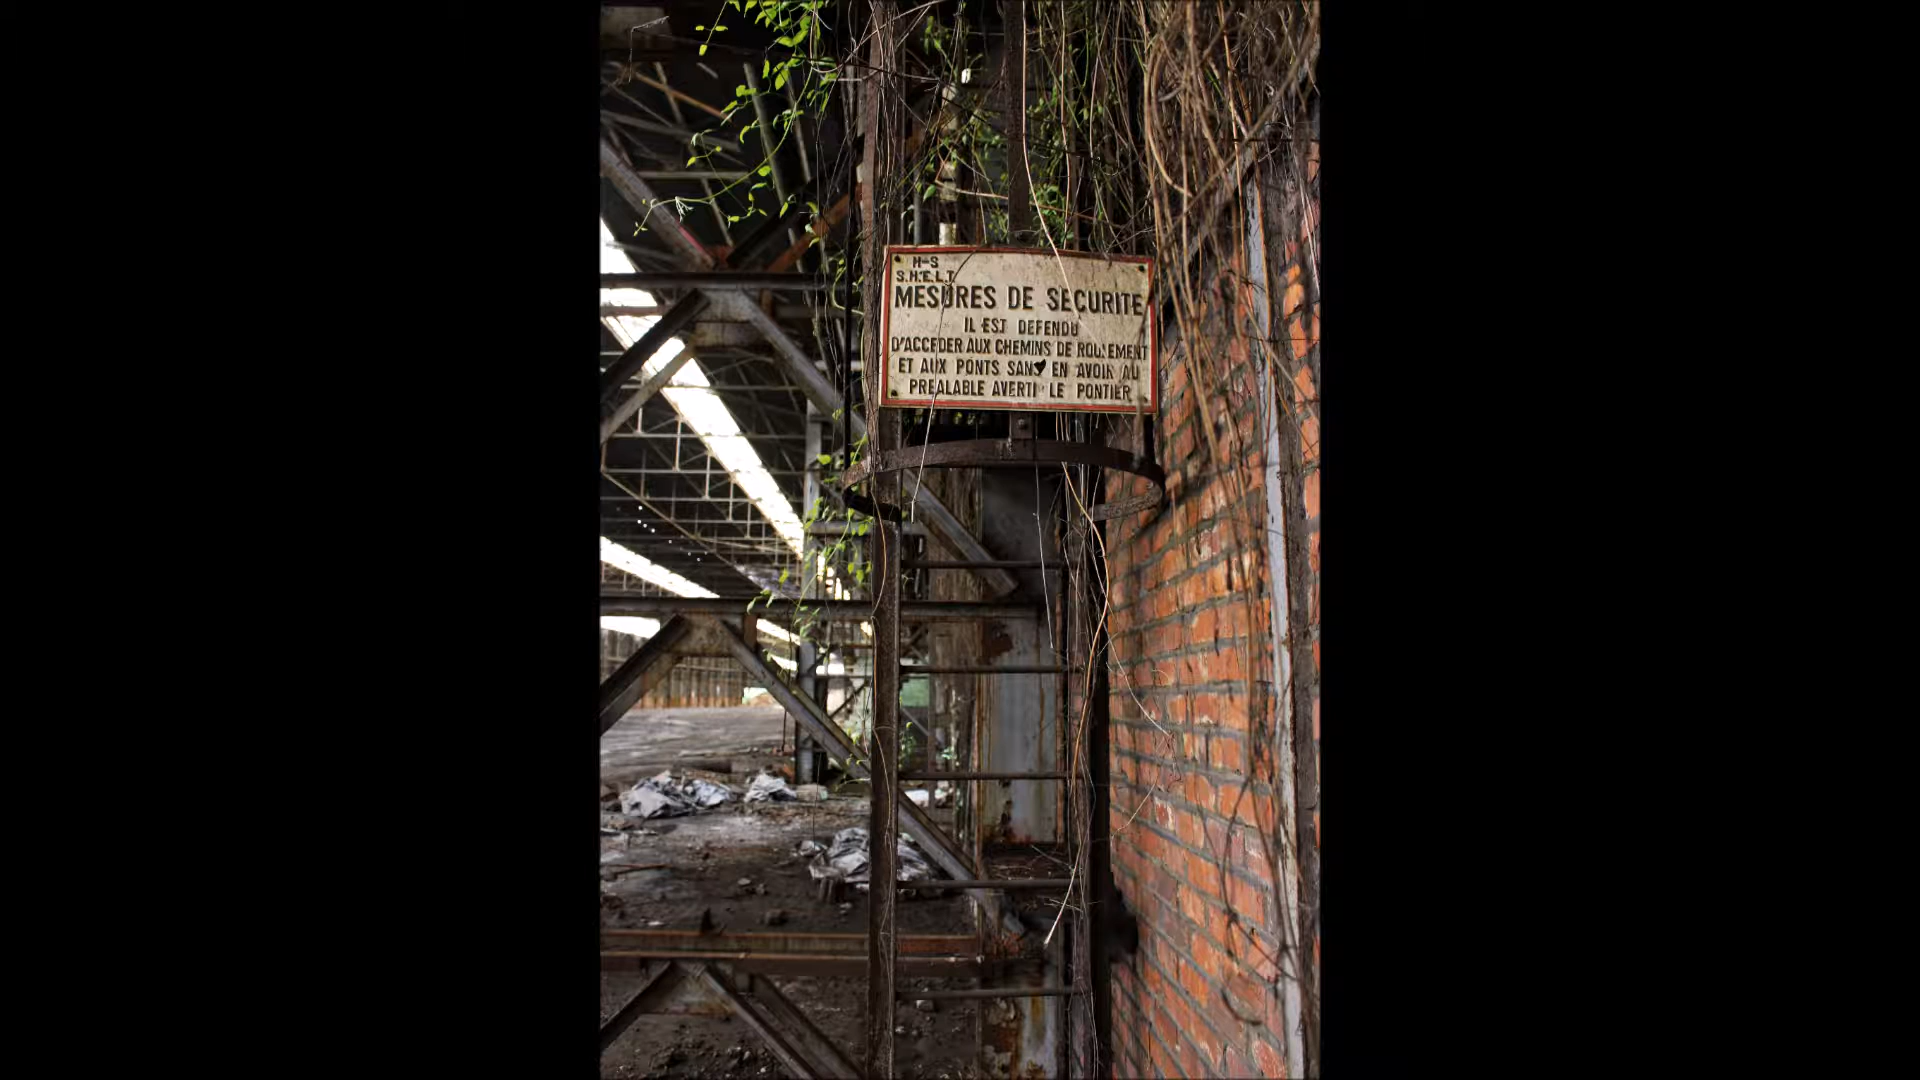 H-S
S.H.E.L.T
MESURES DE SECURITE
IL EST DEFENDU
D'ACCEDER AUX CHEMINS DE ROULEMENT
ET AUX PONTS SANS EN AVOIR AU
PREALABLE AVERTI LE PONTIER